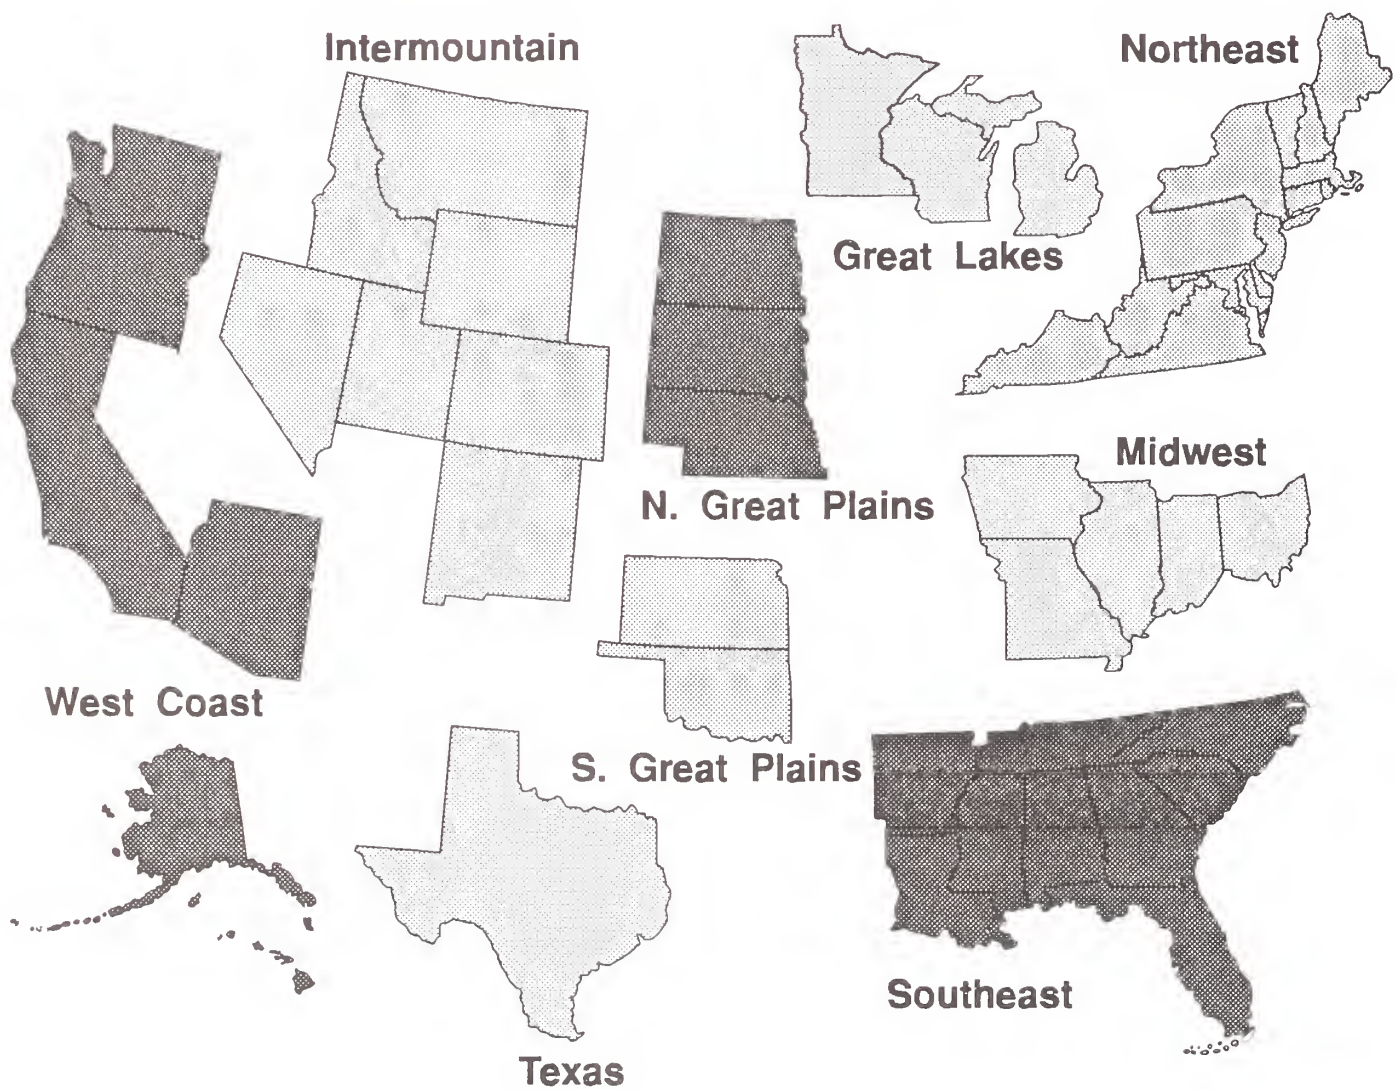 Intermountain
Northeast
Great Lakes
Midwest
N. Great Plains
West Coast
S. Great Plains
Southeast
Texas